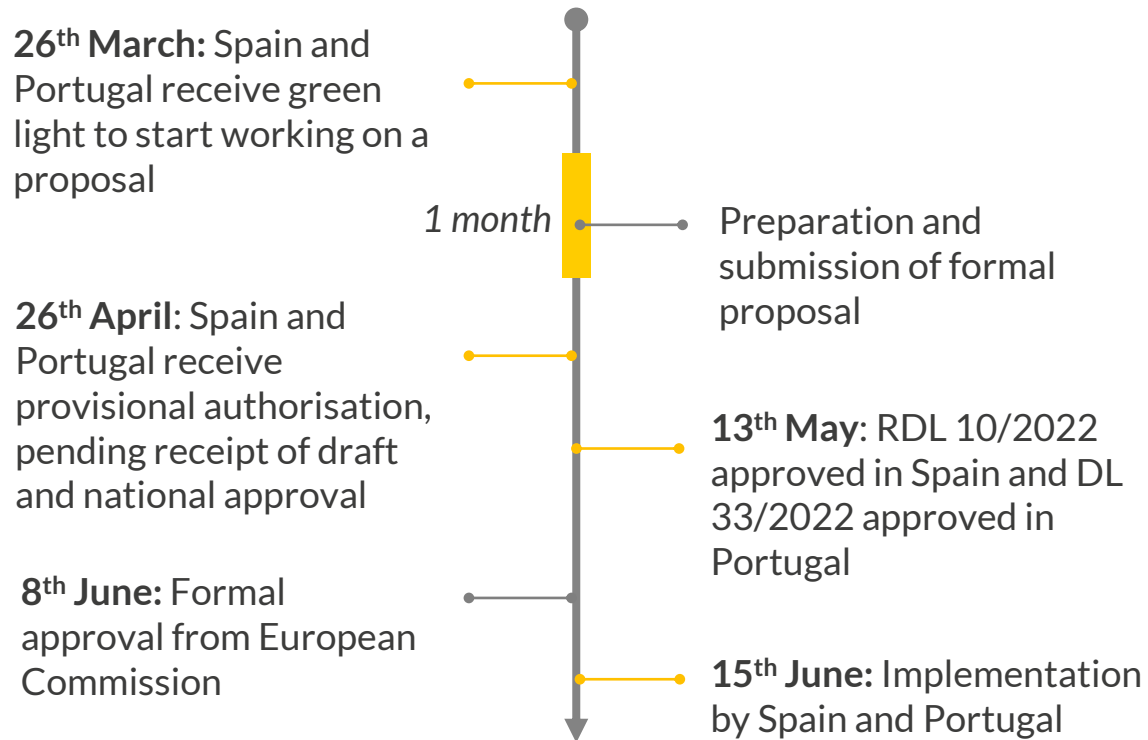 26th March: Spain and
Portugal receive green
light to start working on a
proposal
1 month
Preparation and
submission of formal
proposal
26th April: Spain and
Portugal receive
provisional authorisation,
pending receipt of draft
and national approval
13th May: RDL 10/2022
approved in Spain and DL
33/2022 approved in
Portugal
8th June: Formal
approval from European
Commission
15th June: Implementation
by Spain and Portugal